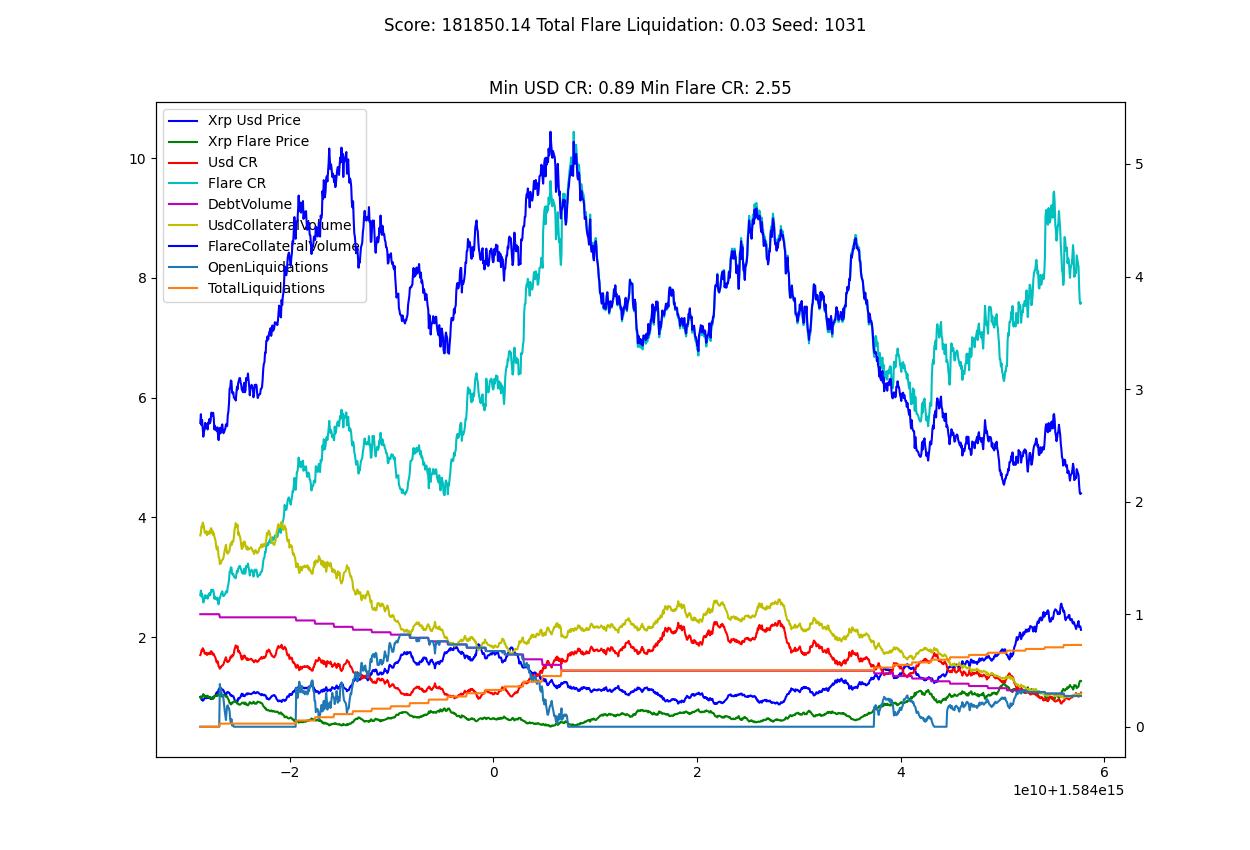 Score: 181850.14 Total Flare Liquidation: 0.03 Seed: 1031
Min USD CR: 0.89 Min Flare CR: 2.55
Xrp Usd Price
Xrp Flare Price
Usd CR
Flare CR
DebtVolume
UsdCollateralVolume
FlareCollateralVolume
OpenLiquidations
TotalLiquidations
10
8
6
4
2
5
4
3
2
1
0
−2
0
2
4
6
1e10+1.584e15